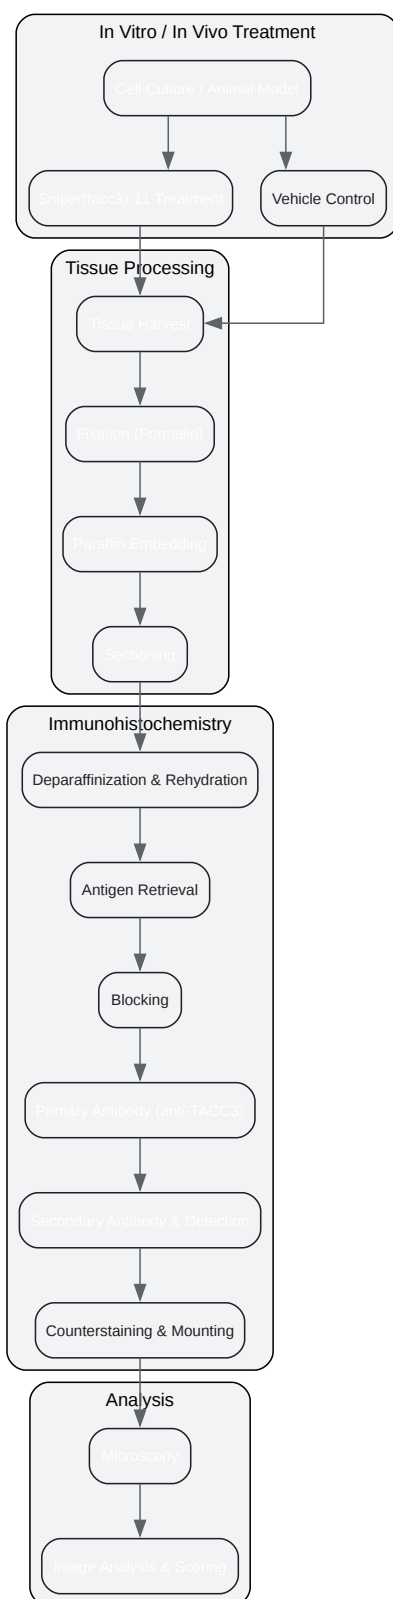 In Vitro / In Vivo Treatment
Cell Culture / Animal Model
Sniper(tacc3)-11 Treatment
Vehicle Control
Tissue Processing
Tissue Harvest
Fixation (Formalin)
Paraffin Embedding
Sectioning
Immunohistochemistry
Deparaffinization & Rehydration
Antigen Retrieval
Blocking
Primary Antibody (anti-TACC3)
Secondary Antibody & Detection
Counterstaining & Mounting
Analysis
Microscopy
Image Analysis & Scoring